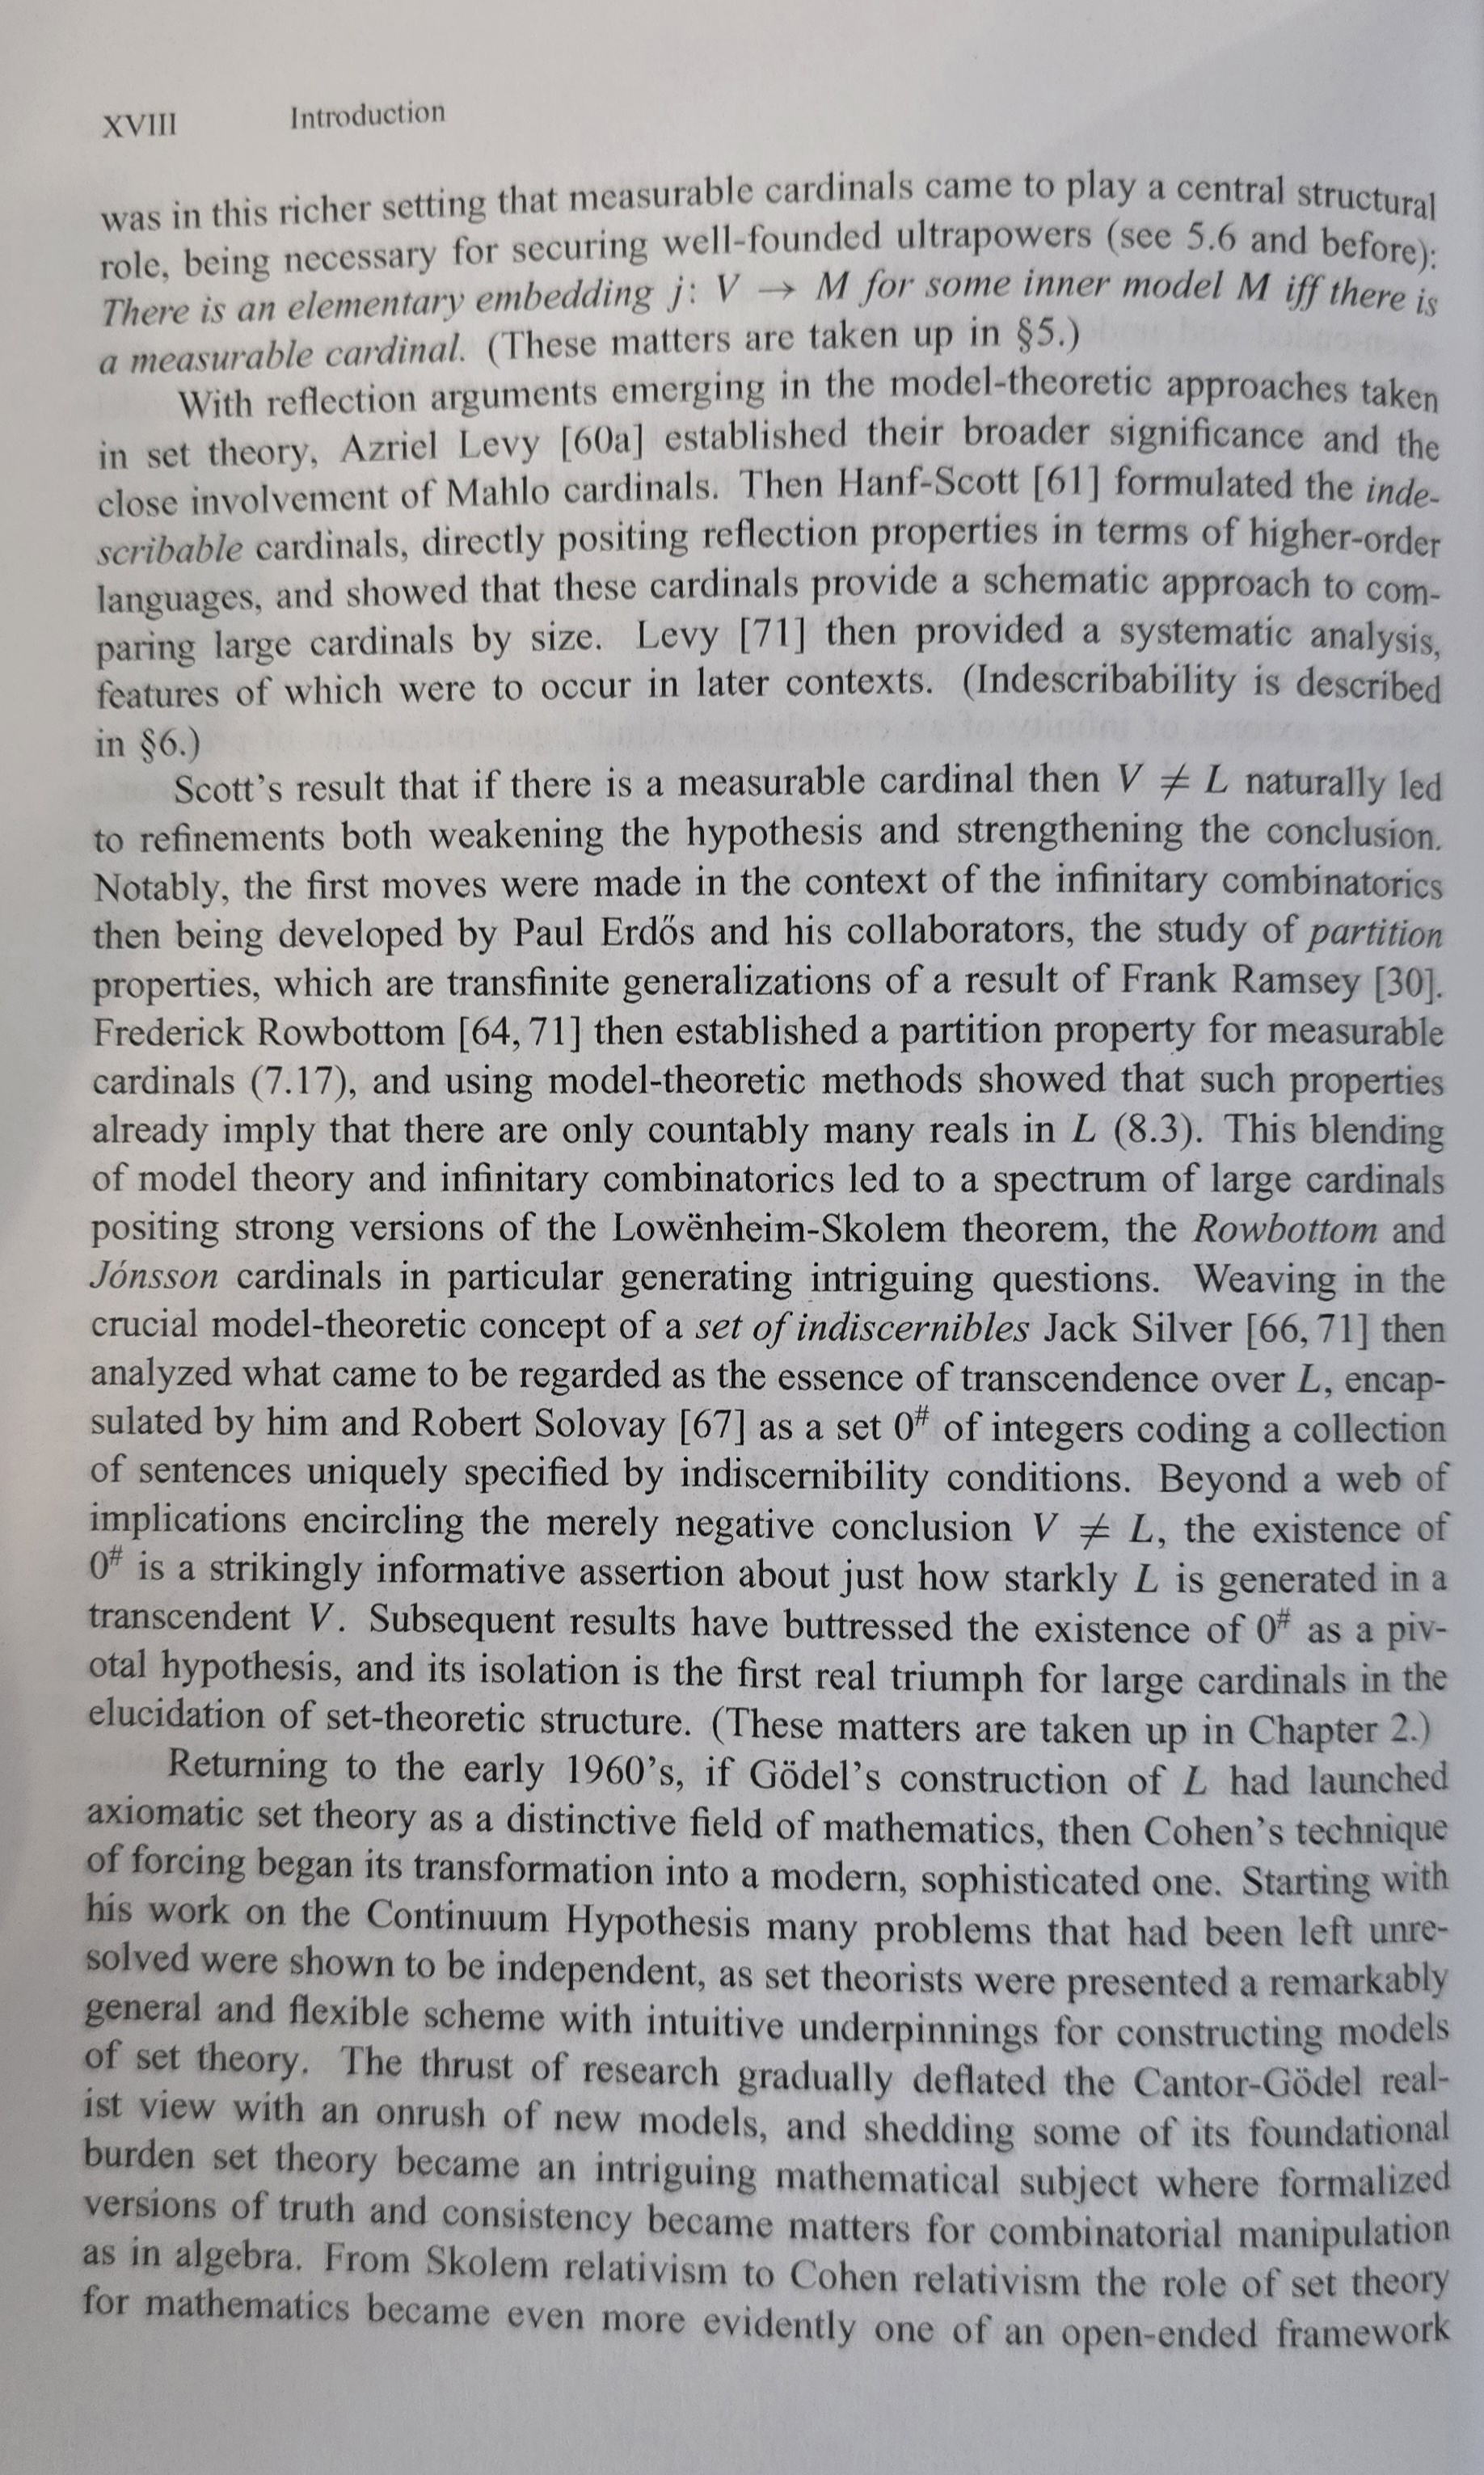 XVIII Introduction
was in this richer setting that measurable cardinals came to play a central structural
role, being necessary for securing well-founded ultrapowers (see 5.6 and before):
There is an elementary embedding j: V → M for some inner model M iff there is
a measurable cardinal. (These matters are taken up in §5.)
With reflection arguments emerging in the model-theoretic approaches taken
in set theory, Azriel Levy [60a] established their broader significance and the
close involvement of Mahlo cardinals. Then Hanf-Scott [61] formulated the inde-
scribable cardinals, directly positing reflection properties in terms of higher-order
languages, and showed that these cardinals provide a schematic approach to com-
paring large cardinals by size. Levy [71] then provided a systematic analysis,
features of which were to occur in later contexts. (Indescribability is described
in §6.)
Scott's result that if there is a measurable cardinal then V ≠ L naturally led
to refinements both weakening the hypothesis and strengthening the conclusion.
Notably, the first moves were made in the context of the infinitary combinatorics
then being developed by Paul Erdős and his collaborators, the study of partition
properties, which are transfinite generalizations of a result of Frank Ramsey [30].
Frederick Rowbottom [64, 71] then established a partition property for measurable
cardinals (7.17), and using model-theoretic methods showed that such properties
already imply that there are only countably many reals in L (8.3). This blending
of model theory and infinitary combinatorics led to a spectrum of large cardinals
positing strong versions of the Lowënheim-Skolem theorem, the Rowbottom and
Jónsson cardinals in particular generating intriguing questions. Weaving in the
crucial model-theoretic concept of a set of indiscernibles Jack Silver [66, 71] then
analyzed what came to be regarded as the essence of transcendence over L, encap-
sulated by him and Robert Solovay [67] as a set 0# of integers coding a collection
of sentences uniquely specified by indiscernibility conditions. Beyond a web of
implications encircling the merely negative conclusion V ≠ L, the existence of
0# is a strikingly informative assertion about just how starkly L is generated in a
transcendent V. Subsequent results have buttressed the existence of 0# as a piv-
otal hypothesis, and its isolation is the first real triumph for large cardinals in the
elucidation of set-theoretic structure. (These matters are taken up in Chapter 2.)
Returning to the early 1960's, if Gödel's construction of L had launched
axiomatic set theory as a distinctive field of mathematics, then Cohen's technique
of forcing began its transformation into a modern, sophisticated one. Starting with
his work on the Continuum Hypothesis many problems that had been left unre-
solved were shown to be independent, as set theorists were presented a remarkably
general and flexible scheme with intuitive underpinnings for constructing models
of set theory. The thrust of research gradually deflated the Cantor-Gödel real-
ist view with an onrush of new models, and shedding some of its foundational
burden set theory became an intriguing mathematical subject where formalized
versions of truth and consistency became matters for combinatorial manipulation
as in algebra. From Skolem relativism to Cohen relativism the role of set theory
for mathematics became even more evidently one of an open-ended framework